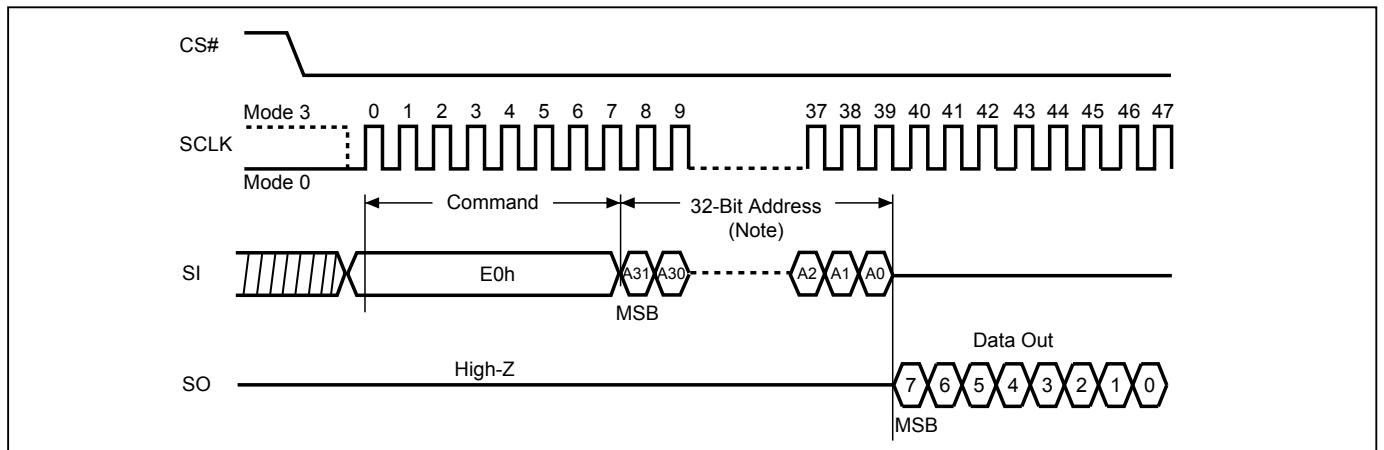 CS#
Mode 3 0 1 2 3 4 5 6 7 8 9 37 38 39 40 41 42 43 44 45 46 47
SCLK
Mode 0
Command 32-Bit Address
(Note)
SI E0h A31 A30 A2 A1 A0
MSB
Data Out
High-Z
SO 7 6 5 4 3 2 1 0
MSB